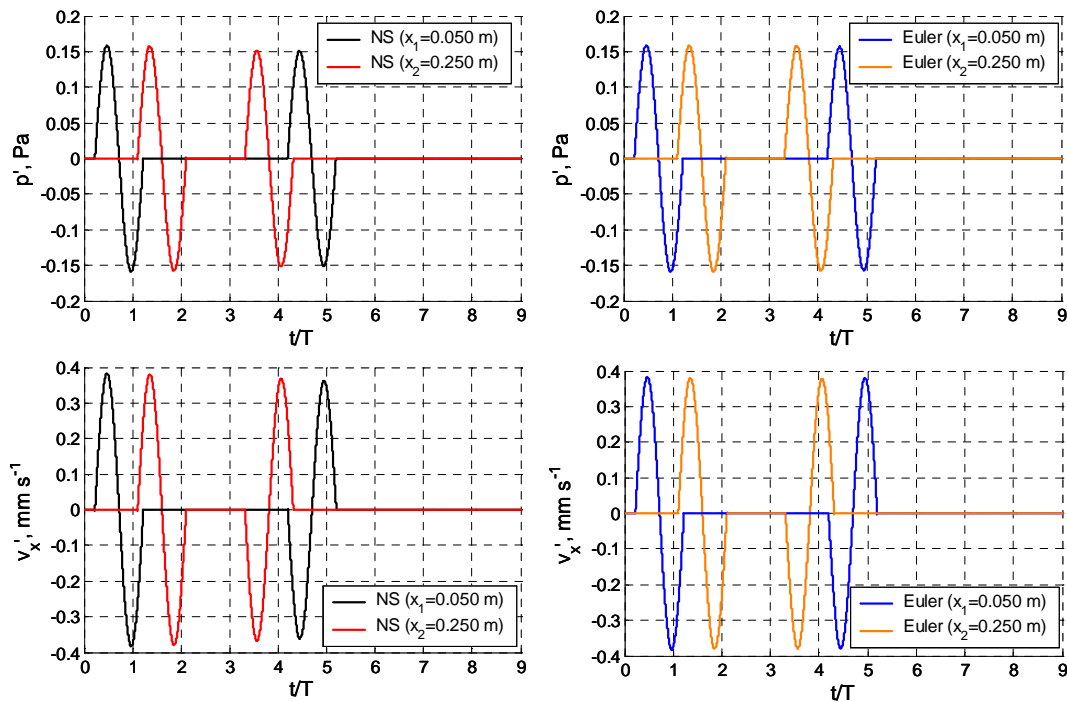 0.2
0.15
0.1
0.05
0
-0.05
-0.1
-0.15
-0.2
p', Pa
0 1 2 3 4 5 6 7 8 9
t/T
NS (x₁=0.050 m)
NS (x₂=0.250 m)
0.2
0.15
0.1
0.05
0
-0.05
-0.1
-0.15
-0.2
p', Pa
0 1 2 3 4 5 6 7 8 9
t/T
Euler (x₁=0.050 m)
Euler (x₂=0.250 m)
0.4
0.3
0.2
0.1
0
-0.1
-0.2
-0.3
-0.4
vₓ', mm s⁻¹
0 1 2 3 4 5 6 7 8 9
t/T
NS (x₁=0.050 m)
NS (x₂=0.250 m)
0.4
0.3
0.2
0.1
0
-0.1
-0.2
-0.3
-0.4
vₓ', mm s⁻¹
0 1 2 3 4 5 6 7 8 9
t/T
Euler (x₁=0.050 m)
Euler (x₂=0.250 m)